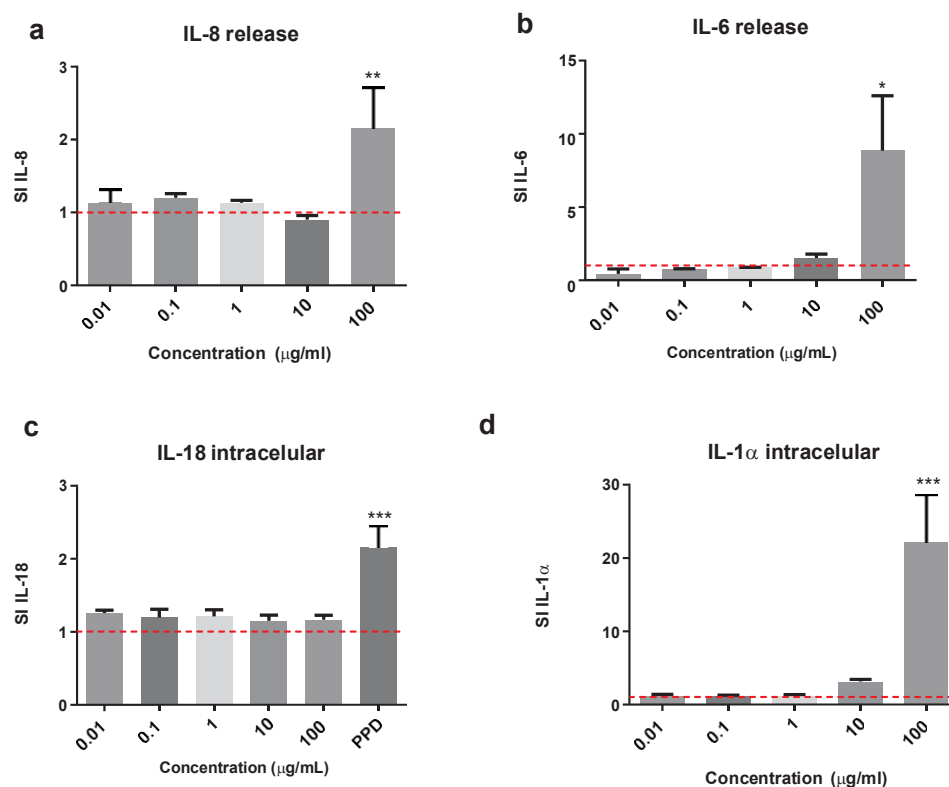 a
IL-8 release
SI IL-8
3
2
1
0
**
0.01
0.1
1
10
100
Concentration (μg/ml)
b
IL-6 release
SI IL-6
15
10
5
0
*
0.01
0.1
1
10
100
Concentration (μg/mL)
c
IL-18 intracelular
SI IL-18
3
2
1
0
***
0.01
0.1
1
10
100
PPD
Concentration (μg/mL)
d
IL-1α intracelular
SI IL-1α
30
20
10
0
***
0.01
0.1
1
10
100
Concentration (μg/ml)